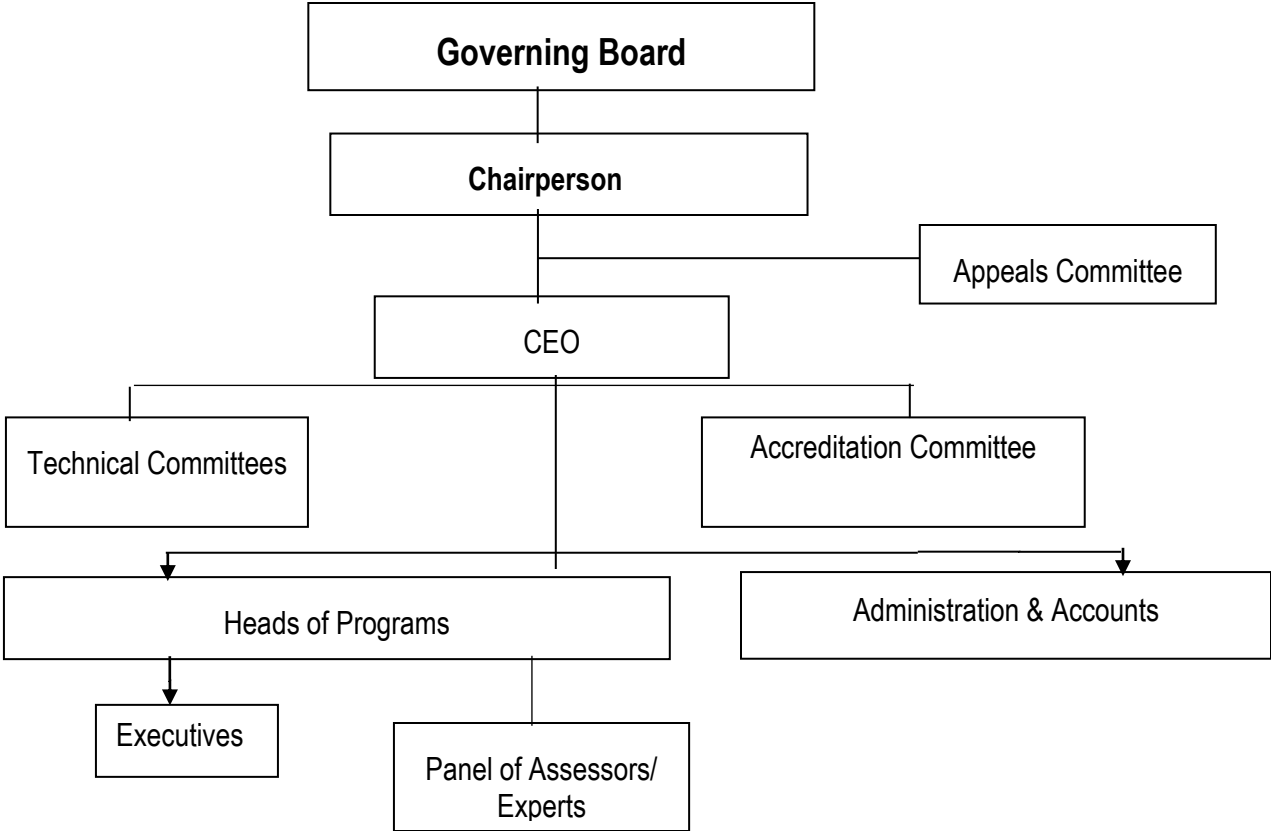 Governing Board
Chairperson
Appeals Committee
CEO
Technical Committees
Accreditation Committee
Heads of Programs
Administration & Accounts
Executives
Panel of Assessors/
Experts